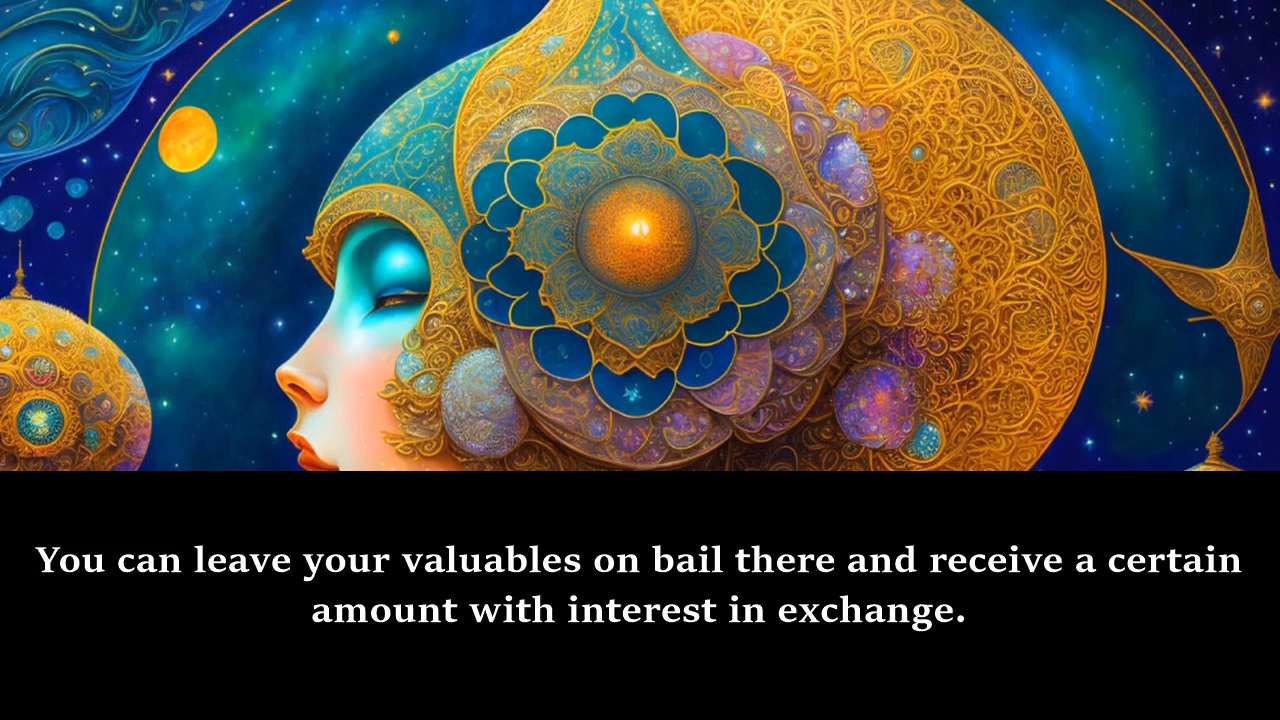 You can leave your valuables on bail there and receive a certain
amount with interest in exchange.